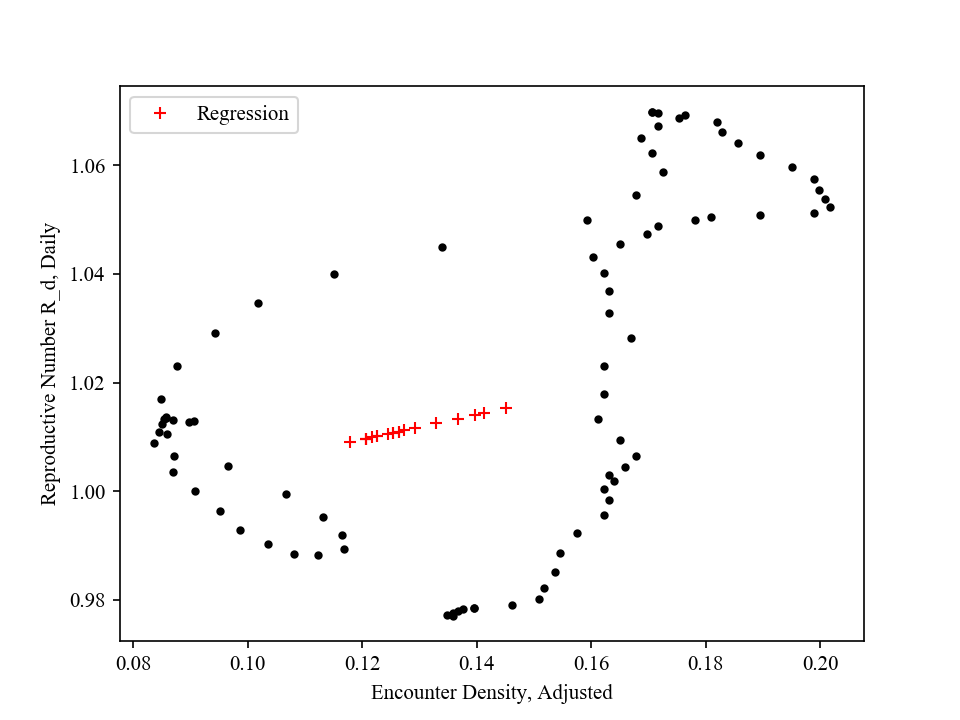 Regression
1.06
1.04
1.02
1.00
0.98
Reproductive Number R_d, Daily
0.08 0.10 0.12 0.14 0.16 0.18 0.20
Encounter Density, Adjusted